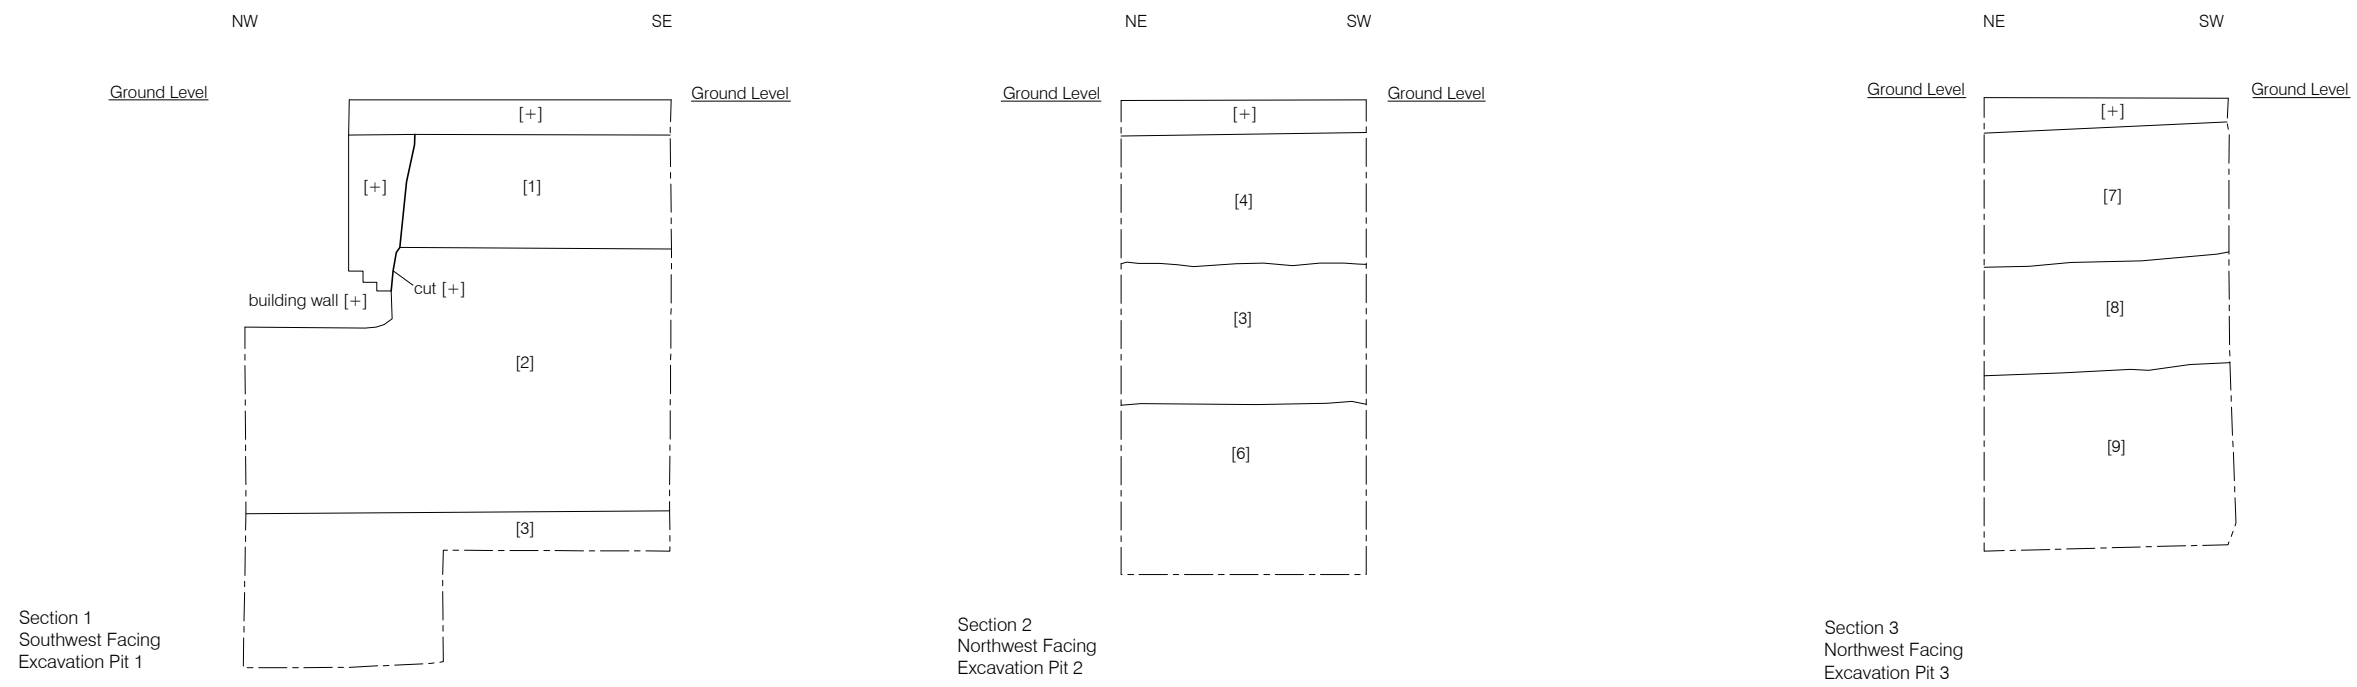 NW
SE
Ground Level
Ground Level
[+]
[+]
[1]
building wall [+]
cut [+]
[2]
[3]
Section 1
Southwest Facing
Excavation Pit 1
NE
SW
Ground Level
Ground Level
[+]
[4]
[3]
[6]
Section 2
Northwest Facing
Excavation Pit 2
NE
SW
Ground Level
Ground Level
[+]
[7]
[8]
[9]
Section 3
Northwest Facing
Excavation Pit 3